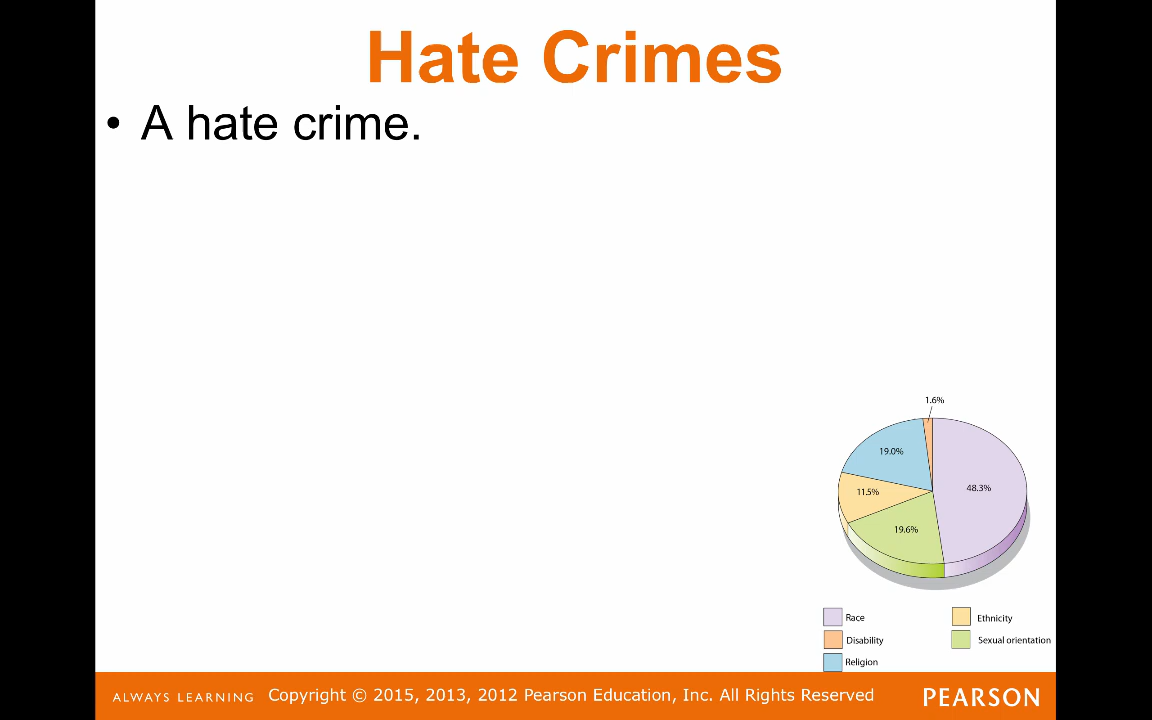 Hate Crimes
• A hate crime.
1.6%
19.0%
48.3%
11.5%
19.6%
Race
Ethnicity
Disability
Sexual orientation
Religion
ALWAYS LEARNING Copyright © 2015, 2013, 2012 Pearson Education, Inc. All Rights Reserved PEARSON